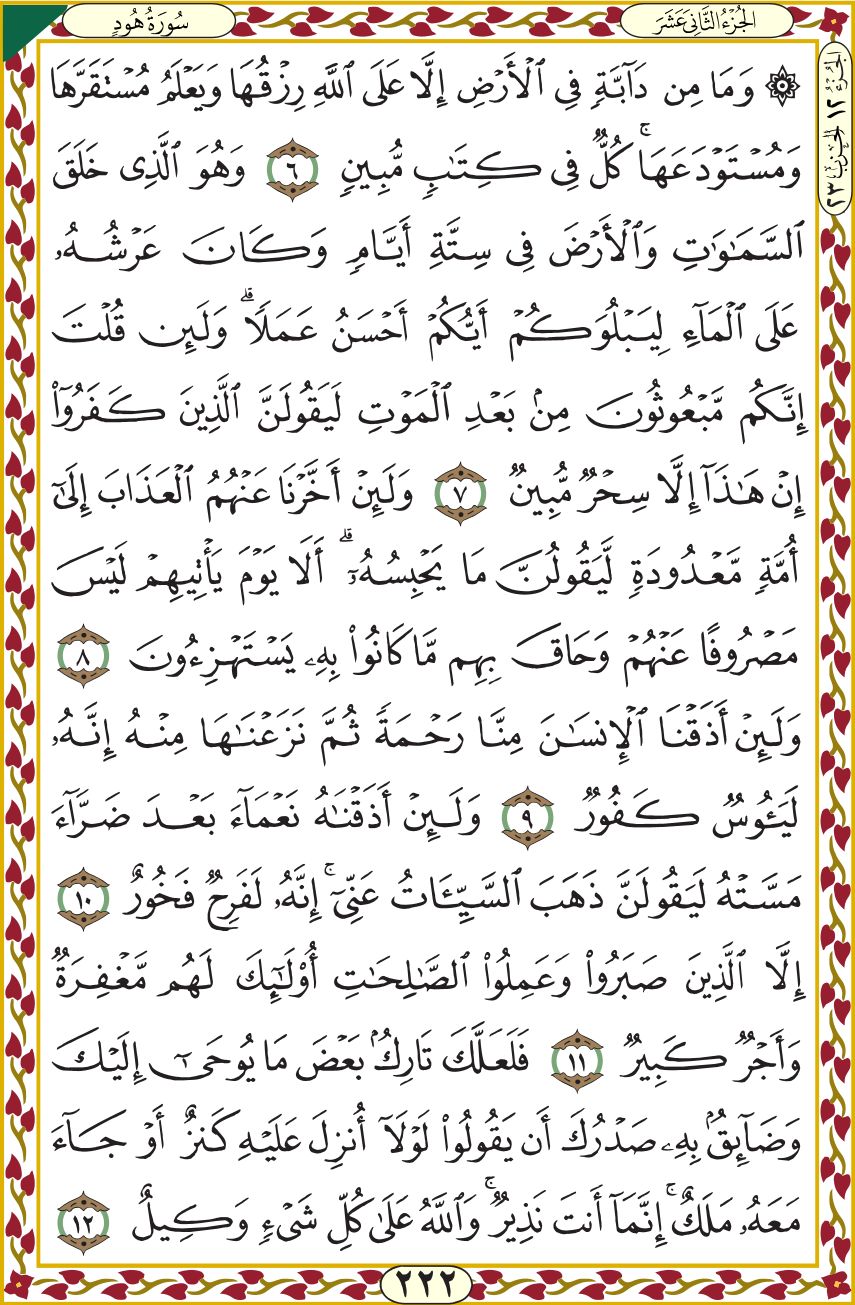 الجُزْءُ الثَّانِي عَشَرَ
سُورَةُ هُودٍ
الجزء ١٢ الحزب ٢٣
۞ وَمَا مِن دَآبَّةٖ فِي ٱلۡأَرۡضِ إِلَّا عَلَى ٱللَّهِ رِزۡقُهَا وَيَعۡلَمُ مُسۡتَقَرَّهَا
وَمُسۡتَوۡدَعَهَاۚ كُلّٞ فِي كِتَٰبٖ مُّبِينٖ ٦ وَهُوَ ٱلَّذِي خَلَقَ
ٱلسَّمَٰوَٰتِ وَٱلۡأَرۡضَ فِي سِتَّةِ أَيَّامٖ وَكَانَ عَرۡشُهُۥ
عَلَى ٱلۡمَآءِ لِيَبۡلُوَكُمۡ أَيُّكُمۡ أَحۡسَنُ عَمَلٗاۗ وَلَئِن قُلۡتَ
إِنَّكُم مَّبۡعُوثُونَ مِنۢ بَعۡدِ ٱلۡمَوۡتِ لَيَقُولَنَّ ٱلَّذِينَ كَفَرُوٓاْ
إِنۡ هَٰذَآ إِلَّا سِحۡرٞ مُّبِينٞ ٧ وَلَئِنۡ أَخَّرۡنَا عَنۡهُمُ ٱلۡعَذَابَ إِلَىٰٓ
أُمَّةٖ مَّعۡدُودَةٖ لَّيَقُولُنَّ مَا يَحۡبِسُهُۥٓۗ أَلَا يَوۡمَ يَأۡتِيهِمۡ لَيۡسَ
مَصۡرُوفًا عَنۡهُمۡ وَحَاقَ بِهِم مَّا كَانُواْ بِهِۦ يَسۡتَهۡزِءُونَ ٨
وَلَئِنۡ أَذَقۡنَا ٱلۡإِنسَٰنَ مِنَّا رَحۡمَةٗ ثُمَّ نَزَعۡنَٰهَا مِنۡهُ إِنَّهُۥ
لَيَـُٔوسٞ كَفُورٞ ٩ وَلَئِنۡ أَذَقۡنَٰهُ نَعۡمَآءَ بَعۡدَ ضَرَّآءَ
مَسَّتۡهُ لَيَقُولَنَّ ذَهَبَ ٱلسَّيِّـَٔاتُ عَنِّيٓۚ إِنَّهُۥ لَفَرِحٞ فَخُورٌ ١٠
إِلَّا ٱلَّذِينَ صَبَرُواْ وَعَمِلُواْ ٱلصَّٰلِحَٰتِ أُوْلَٰٓئِكَ لَهُم مَّغۡفِرَةٞ
وَأَجۡرٞ كَبِيرٞ ١١ فَلَعَلَّكَ تَارِكُۢ بَعۡضَ مَا يُوحَىٰٓ إِلَيۡكَ
وَضَآئِقُۢ بِهِۦ صَدۡرُكَ أَن يَقُولُواْ لَوۡلَآ أُنزِلَ عَلَيۡهِ كَنزٌ أَوۡ جَآءَ
مَعَهُۥ مَلَكٌۚ إِنَّمَآ أَنتَ نَذِيرٞۚ وَٱللَّهُ عَلَىٰ كُلِّ شَيۡءٖ وَكِيلٌ ١٢
٢٢٢